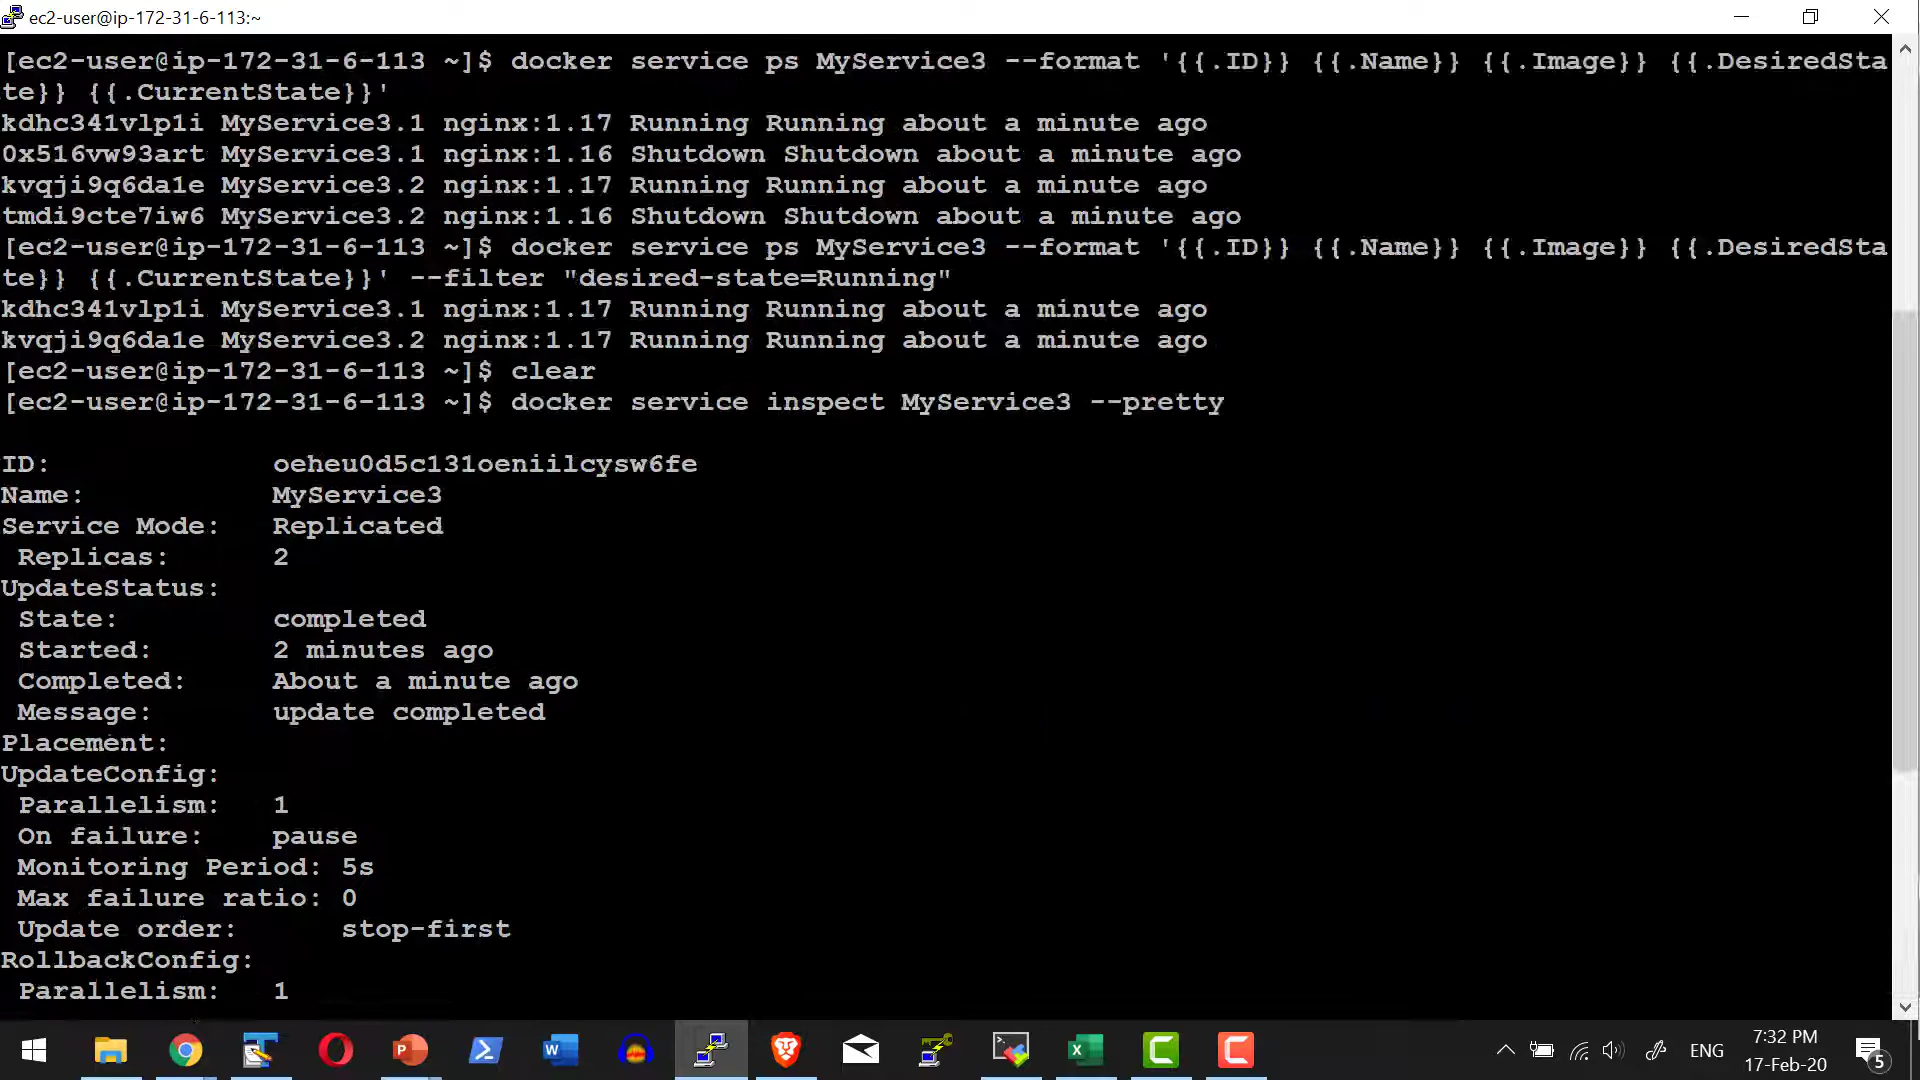 ec2-user@ip-172-31-6-113:~
[ec2-user@ip-172-31-6-113 ~]$ docker service ps MyService3 --format '{{.ID}} {{.Name}} {{.Image}} {{.DesiredSta
te}} {{.CurrentState}}'
kdhc341vlp1i MyService3.1 nginx:1.17 Running Running about a minute ago
0x516vw93art MyService3.1 nginx:1.16 Shutdown Shutdown about a minute ago
kvqji9q6da1e MyService3.2 nginx:1.17 Running Running about a minute ago
tmdi9cte7iw6 MyService3.2 nginx:1.16 Shutdown Shutdown about a minute ago
[ec2-user@ip-172-31-6-113 ~]$ docker service ps MyService3 --format '{{.ID}} {{.Name}} {{.Image}} {{.DesiredSta
te}} {{.CurrentState}}' --filter "desired-state=Running"
kdhc341vlp1i MyService3.1 nginx:1.17 Running Running about a minute ago
kvqji9q6da1e MyService3.2 nginx:1.17 Running Running about a minute ago
[ec2-user@ip-172-31-6-113 ~]$ clear
[ec2-user@ip-172-31-6-113 ~]$ docker service inspect MyService3 --pretty
ID: oeheu0d5c131oeniilcysw6fe
Name: MyService3
Service Mode: Replicated
Replicas: 2
UpdateStatus:
State: completed
Started: 2 minutes ago
Completed: About a minute ago
Message: update completed
Placement:
UpdateConfig:
Parallelism: 1
On failure: pause
Monitoring Period: 5s
Max failure ratio: 0
Update order: stop-first
RollbackConfig:
Parallelism: 1
ENG
7:32 PM
17-Feb-20
5